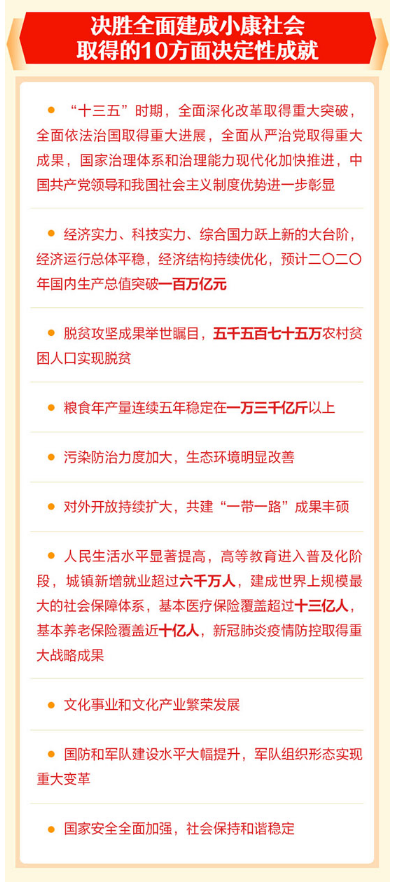 决胜全面建成小康社会
取得的10方面决定性成就
“十三五”时期，全面深化改革取得重大突破，
全面依法治国取得重大进展，全面从严治党取得重大
成果，国家治理体系和治理能力现代化加快推进，中
国共产党领导和我国社会主义制度优势进一步彰显
经济实力、科技实力、综合国力跃上新的大台阶，
经济运行总体平稳，经济结构持续优化，预计二〇二〇
年国内生产总值突破一百万亿元
脱贫攻坚成果举世瞩目，五千五百七十五万农村贫
困人口实现脱贫
粮食年产量连续五年稳定在一万三千亿斤以上
污染防治力度加大，生态环境明显改善
对外开放持续扩大，共建“一带一路”成果丰硕
人民生活水平显著提高，高等教育进入普及化阶
段，城镇新增就业超过六千万人，建成世界上规模最
大的社会保障体系，基本医疗保险覆盖超过十三亿人，
基本养老保险覆盖近十亿人，新冠肺炎疫情防控取得重
大战略成果
文化事业和文化产业繁荣发展
国防和军队建设水平大幅提升，军队组织形态实现
重大变革
国家安全全面加强，社会保持和谐稳定